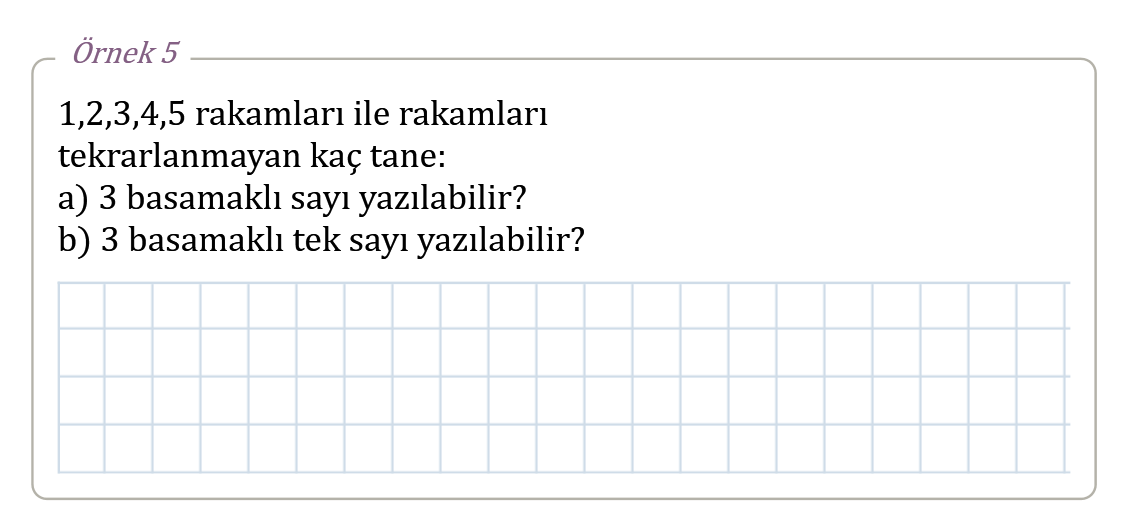 Örnek 5
1,2,3,4,5 rakamları ile rakamları
tekrarlanmayan kaç tane:
a) 3 basamaklı sayı yazılabilir?
b) 3 basamaklı tek sayı yazılabilir?